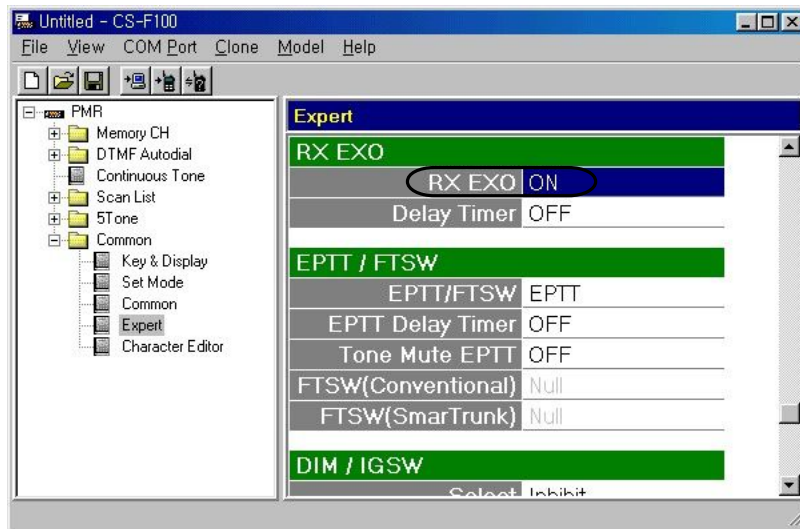 Untitled - CS-F100
File View COM Port Clone Model Help
PMR
Memory CH
DTMF Autodial
Continuous Tone
Scan List
5Tone
Common
Key & Display
Set Mode
Common
Expert
Character Editor
Expert
RX EXO
RX EXO ON
Delay Timer OFF
EPTT / FTSW
EPTT/FTSW EPTT
EPTT Delay Timer OFF
Tone Mute EPTT OFF
FTSW(Conventional) Null
FTSW(SmarTrunk) Null
DIM / IGSW
Select Inhibit